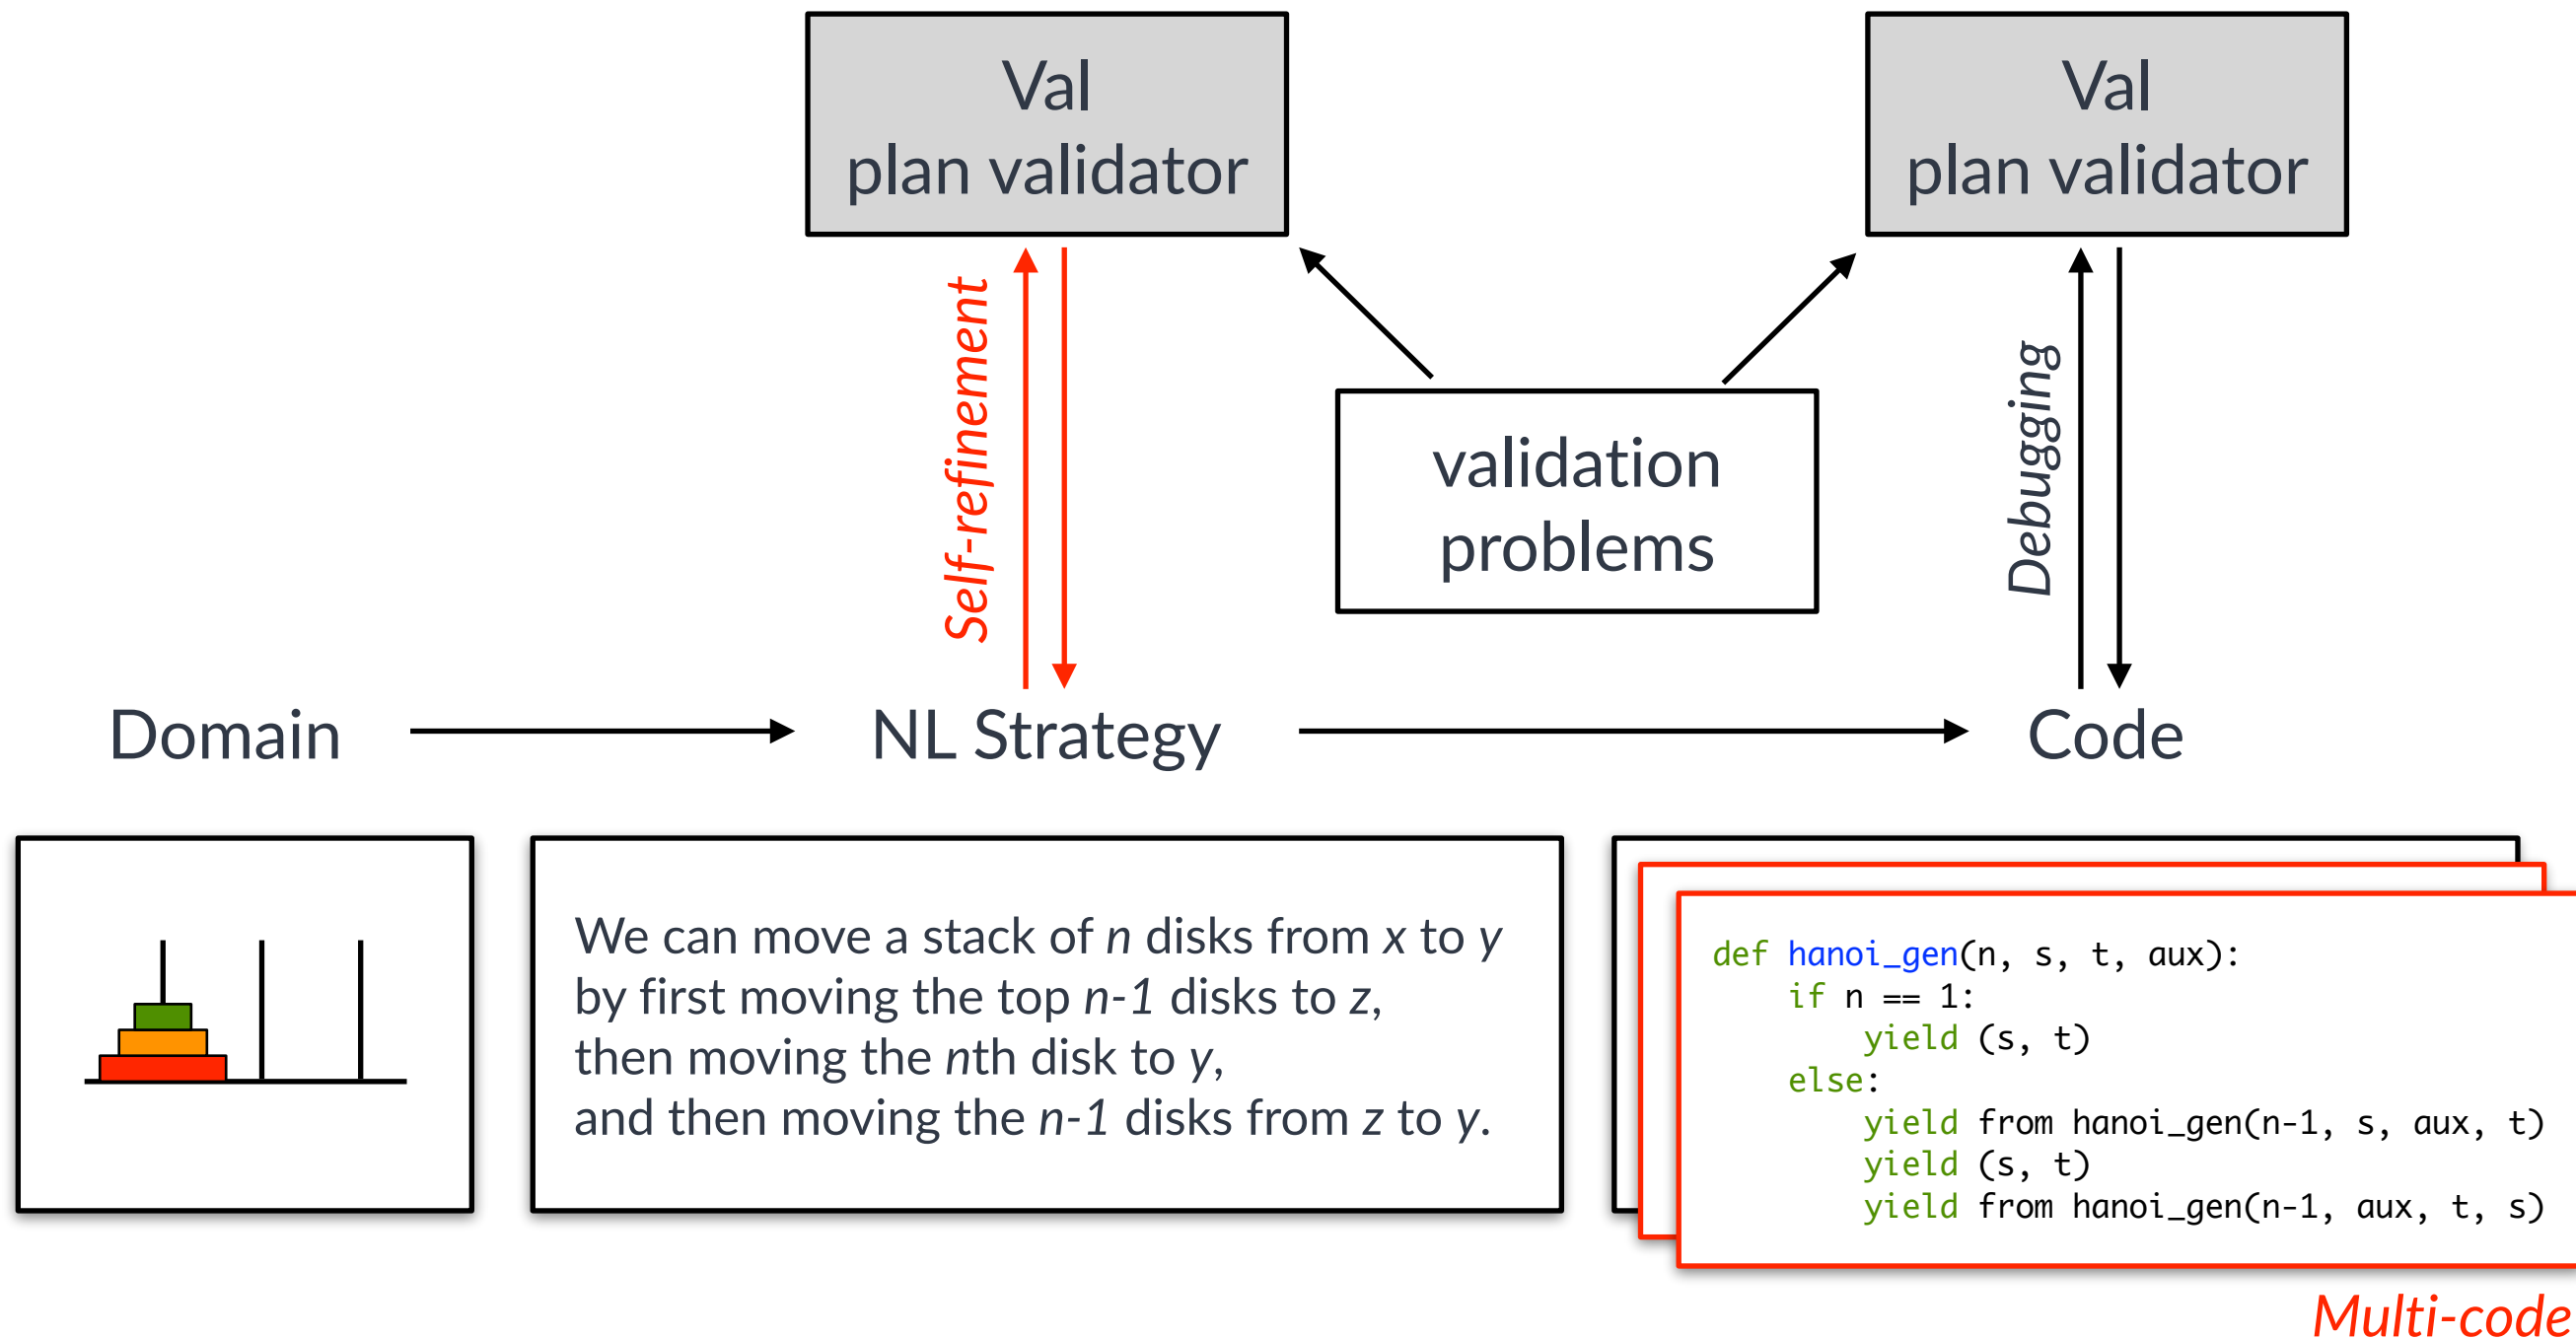 Val
plan validator
Val
plan validator
Self-refinement
validation
problems
Debugging
Domain
NL Strategy
Code
We can move a stack of n disks from x to y
by first moving the top n-1 disks to z,
then moving the nth disk to y,
and then moving the n-1 disks from z to y.
def hanoi_gen(n, s, t, aux):
    if n == 1:
        yield (s, t)
    else:
        yield from hanoi_gen(n-1, s, aux, t)
        yield (s, t)
        yield from hanoi_gen(n-1, aux, t, s)
Multi-code